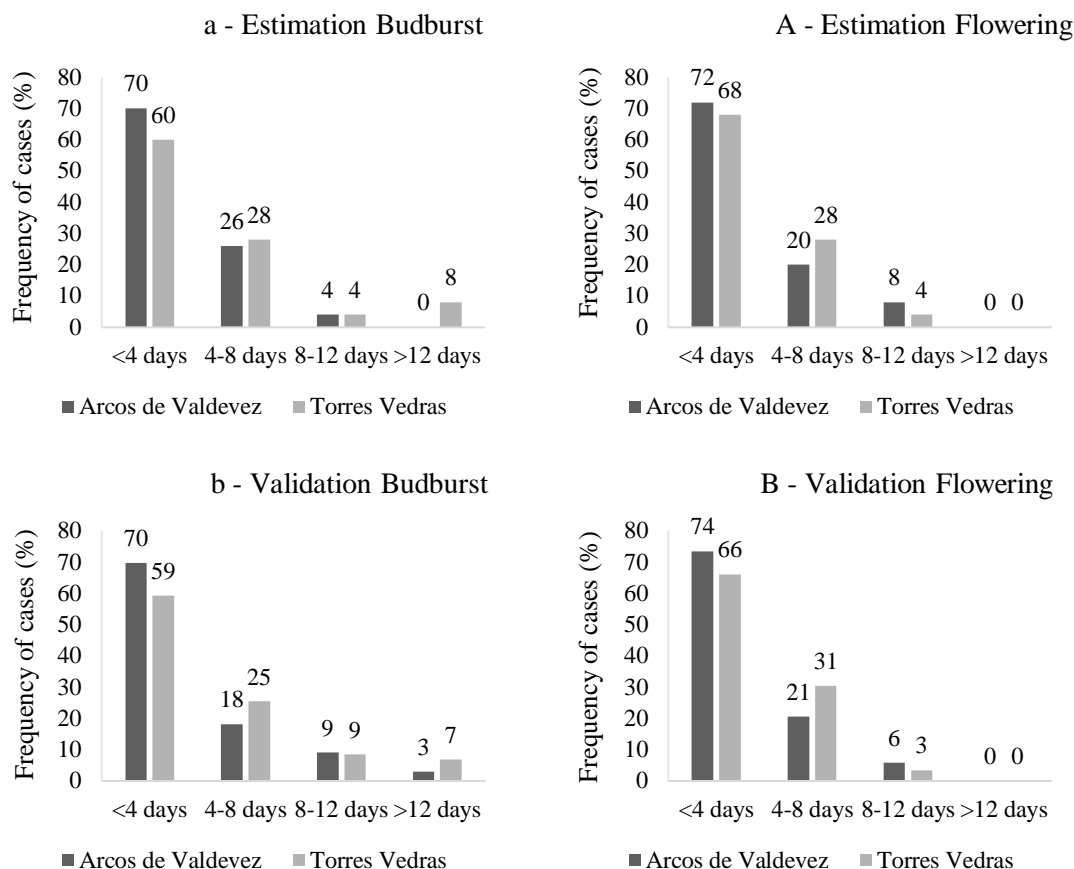 a - Estimation Budburst
Frequency of cases (%)
80
70
60
50
40
30
20
10
0
70
60
26
28
4
4
0
8
<4 days
4-8 days
8-12 days
>12 days
Arcos de Valdevez
Torres Vedras
A - Estimation Flowering
Frequency of cases (%)
80
70
60
50
40
30
20
10
0
72
68
20
28
8
4
0
0
<4 days
4-8 days
8-12 days
>12 days
Arcos de Valdevez
Torres Vedras
b - Validation Budburst
Frequency of cases (%)
80
70
60
50
40
30
20
10
0
70
59
18
25
9
9
3
7
<4 days
4-8 days
8-12 days
>12 days
Arcos de Valdevez
Torres Vedras
B - Validation Flowering
Frequency of cases (%)
80
70
60
50
40
30
20
10
0
74
66
21
31
6
3
0
0
<4 days
4-8 days
8-12 days
>12 days
Arcos de Valdevez
Torres Vedras